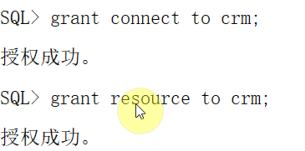 SQL> grant connect to crm;
授权成功。
SQL> grant resource to crm;
授权成功。